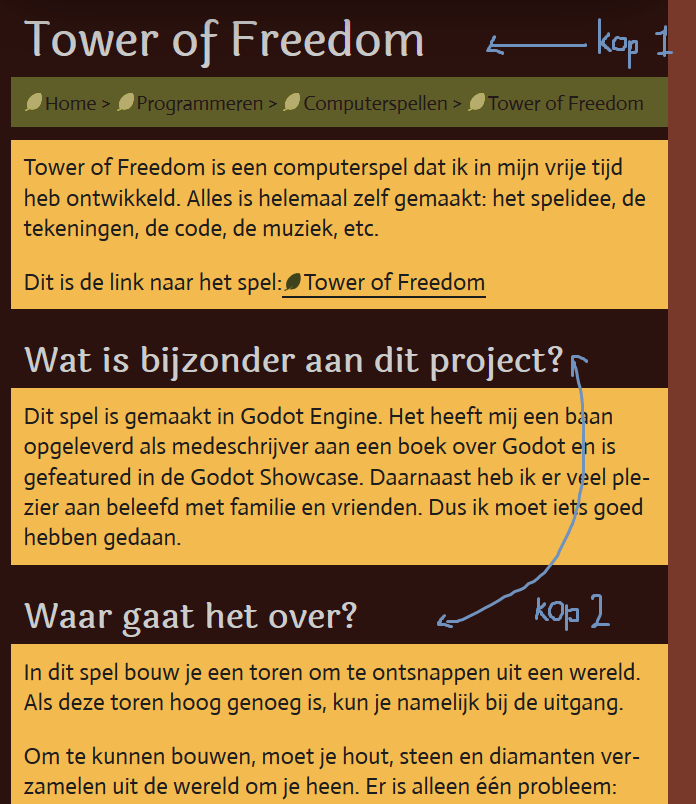 Tower of Freedom kop 1
Home > Programmeren > Computerspellen > Tower of Freedom
Tower of Freedom is een computerspel dat ik in mijn vrije tijd
heb ontwikkeld. Alles is helemaal zelf gemaakt: het spelidee, de
tekeningen, de code, de muziek, etc.
Dit is de link naar het spel: Tower of Freedom
Wat is bijzonder aan dit project?
Dit spel is gemaakt in Godot Engine. Het heeft mij een baan
opgeleverd als medeschrijver aan een boek over Godot en is
gefeatured in de Godot Showcase. Daarnaast heb ik er veel ple-
zier aan beleefd met familie en vrienden. Dus ik moet iets goed
hebben gedaan.
Waar gaat het over? kop 2
In dit spel bouw je een toren om te ontsnappen uit een wereld.
Als deze toren hoog genoeg is, kun je namelijk bij de uitgang.
Om te kunnen bouwen, moet je hout, steen en diamanten ver-
zamelen uit de wereld om je heen. Er is alleen één probleem: